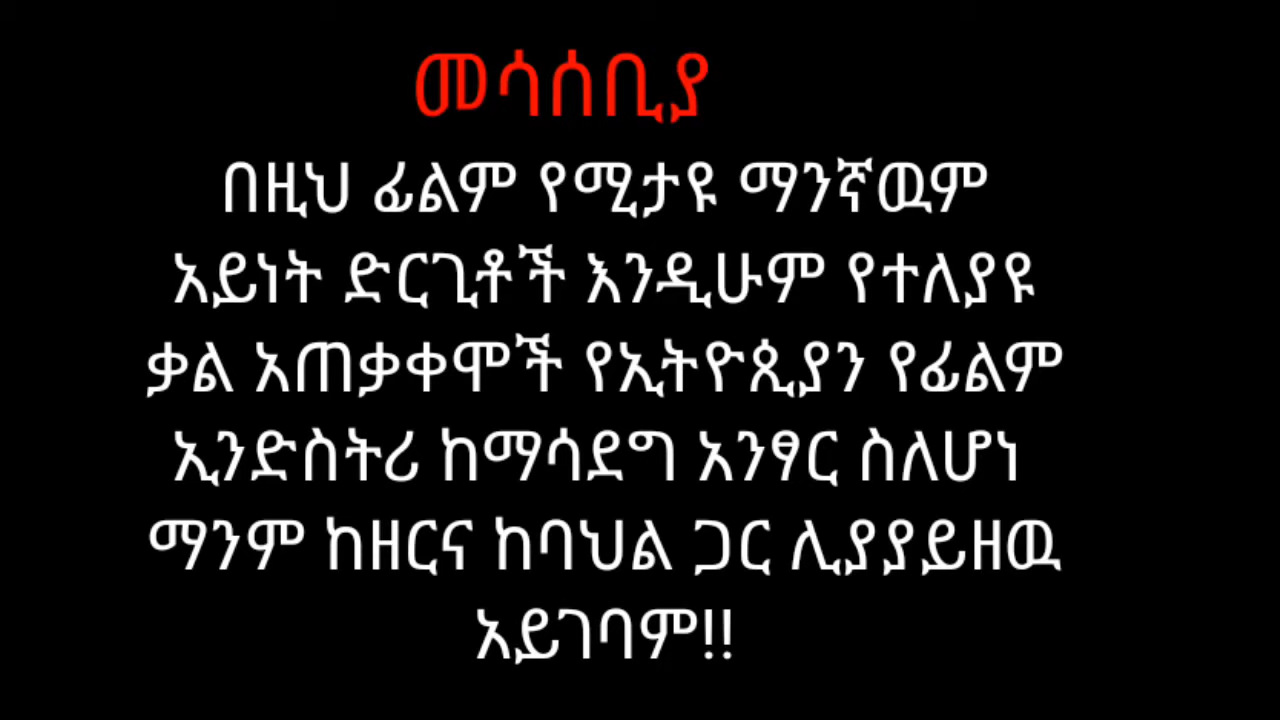 መሳሰቢያ
በዚህ ፊልም የሚታዩ ማንኛዉም
አይነት ድርጊቶች እንዲሁም የተለያዩ
ቃል አጠቃቀሞች የኢትዮጲያን የፊልም
ኢንድስትሪ ከማሳደግ አንፃር ስለሆነ
ማንም ከዘርና ከባህል ጋር ሊያያይዘዉ
አይገባም!!